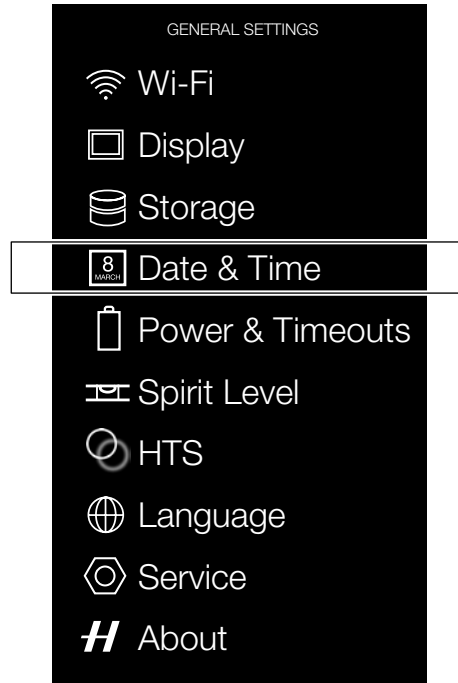 GENERAL SETTINGS
Wi-Fi
Display
Storage
8
MARCH
Date & Time
Power & Timeouts
Spirit Level
HTS
Language
Service
H About